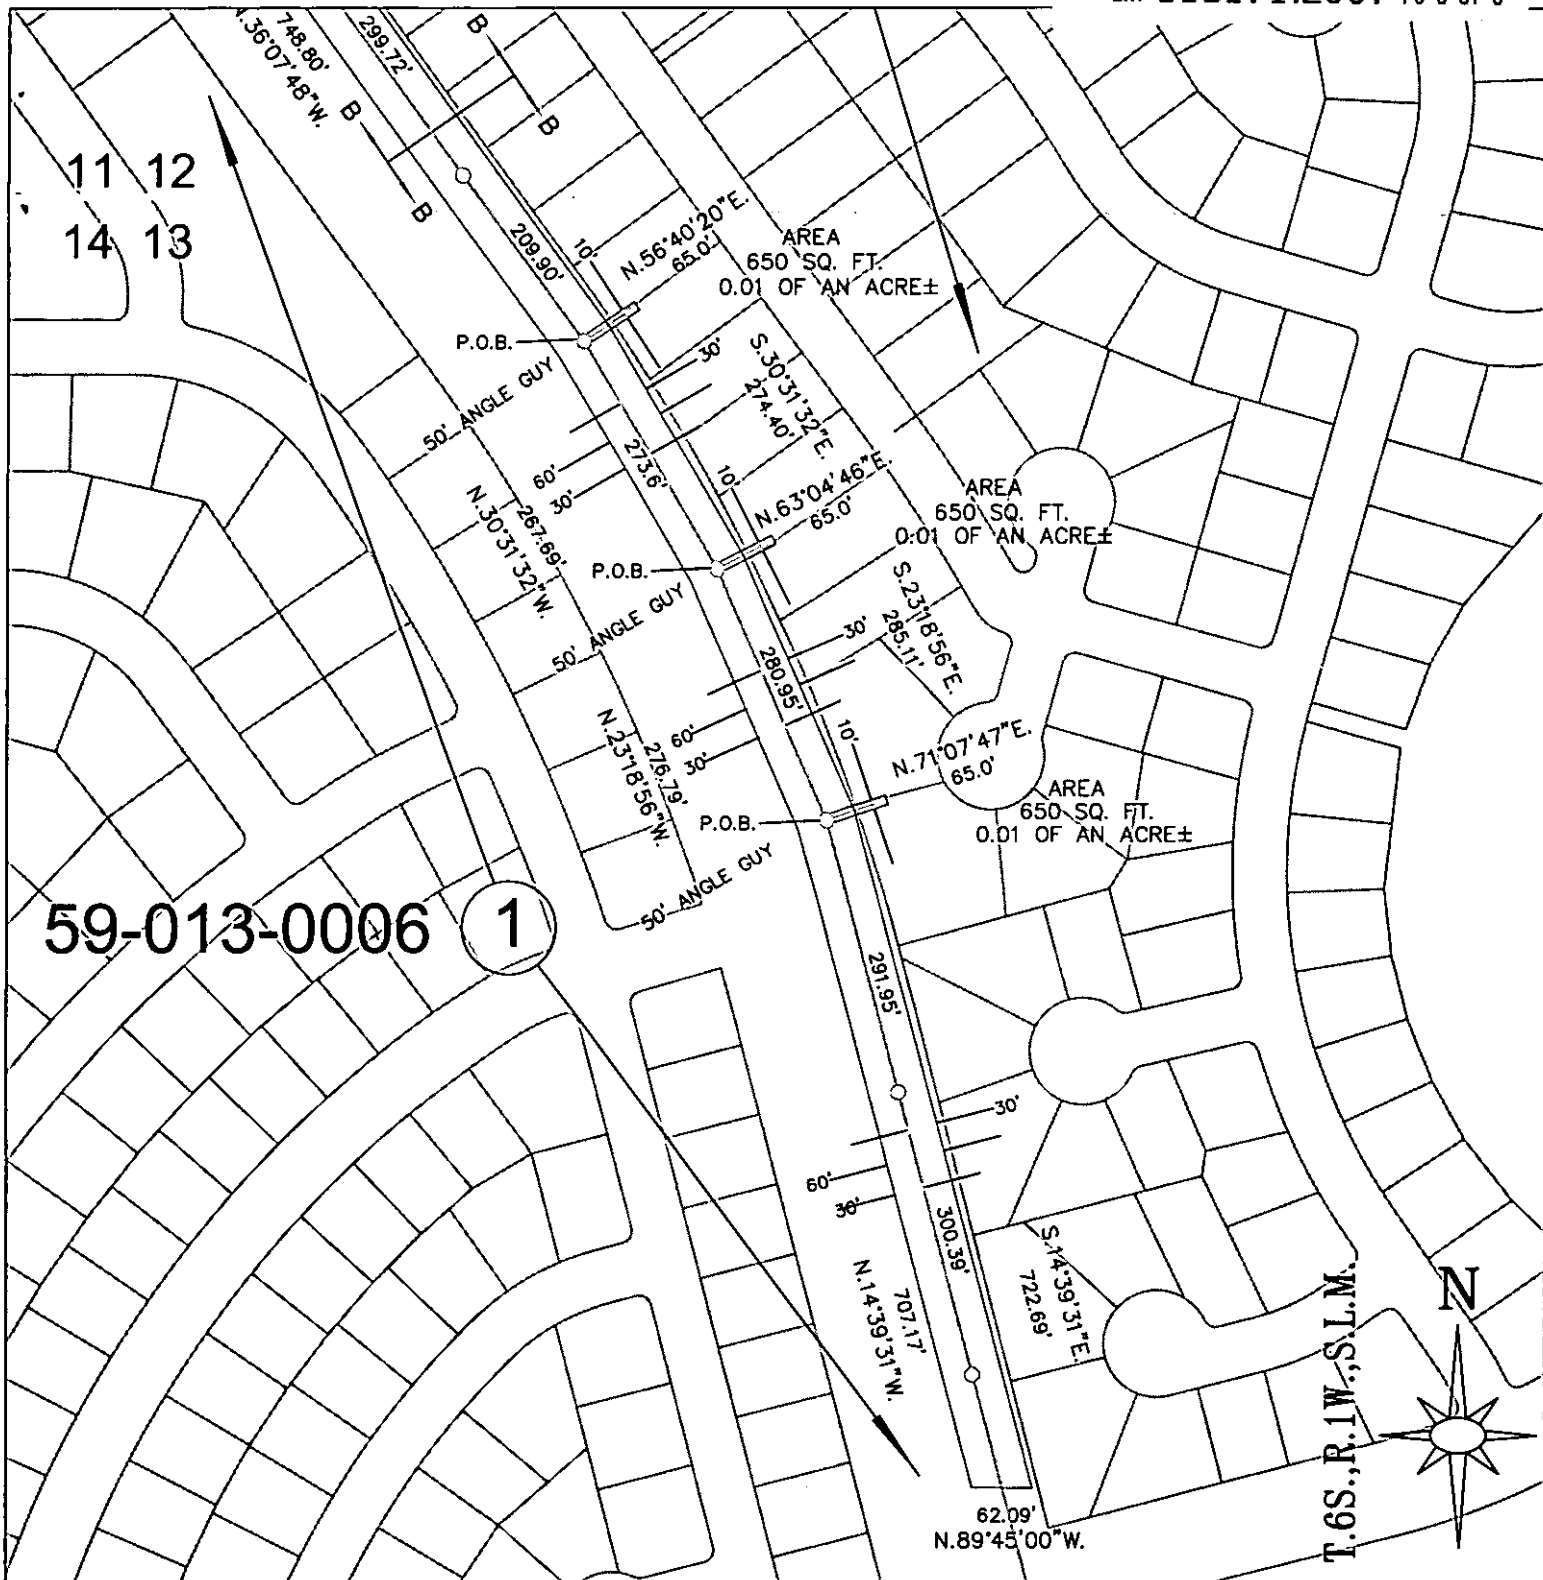 748.80'
N.36°07'48"W.
299.72'
B
B
B
B
11 12
14 13
209.90'
10'
N.56°40'20"E.
65.0'
AREA
650 SQ. FT.
0.01 OF AN ACRE±
P.O.B.
50' ANGLE GUY
30'
S.30°31'32"E.
274.40'
60'
30'
273.6'
N.30°31'32"W.
267.69'
10'
N.63°04'46"E.
65.0'
AREA
650 SQ. FT.
0.01 OF AN ACRE±
P.O.B.
50' ANGLE GUY
30'
S.23°18'56"E.
285.11'
280.95'
60'
30'
N.23°18'56"W.
276.79'
10'
N.71°07'47"E.
65.0'
AREA
650 SQ. FT.
0.01 OF AN ACRE±
P.O.B.
50' ANGLE GUY
59-013-0006 1
291.95'
30'
60'
30'
300.39'
S.14°39'31"E.
722.69'
707.17'
N.14°39'31"W.
62.09'
N.89°45'00"W.
T.6S.,R.1W.,S.L.M.
N